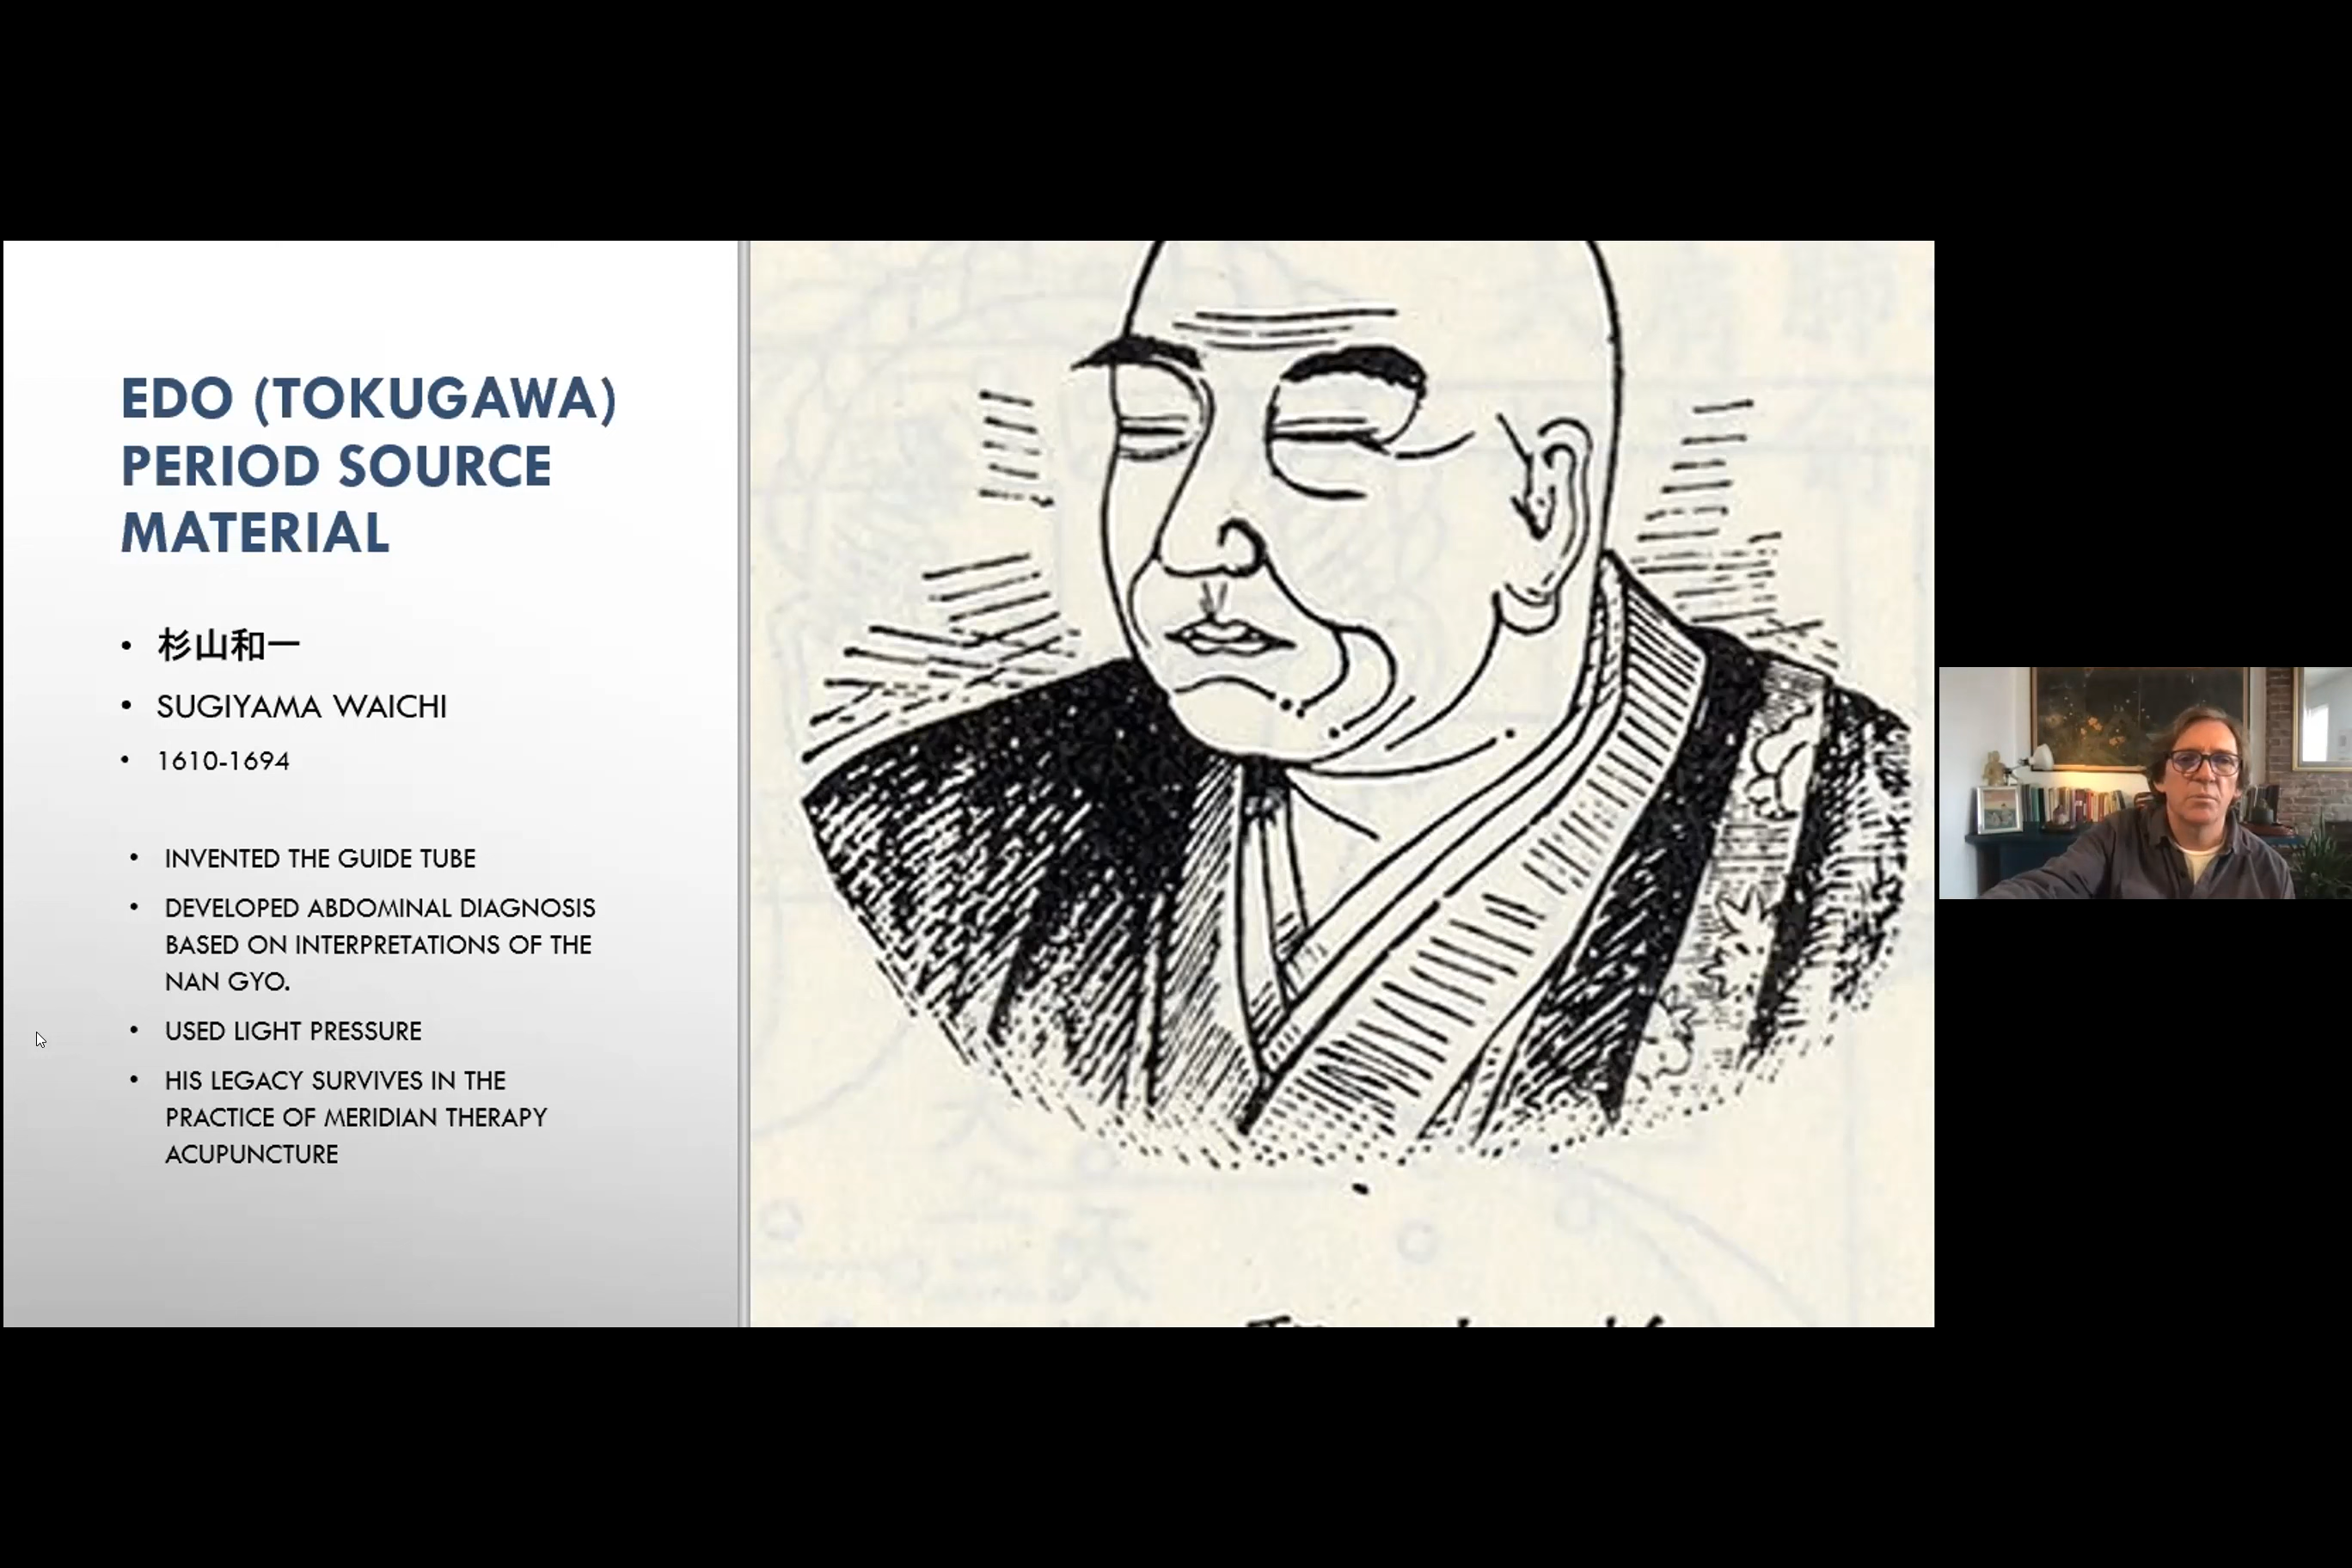 EDO (TOKUGAWA)
PERIOD SOURCE
MATERIAL
• 杉山和一
• SUGIYAMA WAICHI
• 1610-1694
• INVENTED THE GUIDE TUBE
• DEVELOPED ABDOMINAL DIAGNOSIS
BASED ON INTERPRETATIONS OF THE
NAN GYO.
• USED LIGHT PRESSURE
• HIS LEGACY SURVIVES IN THE
PRACTICE OF MERIDIAN THERAPY
ACUPUNCTURE